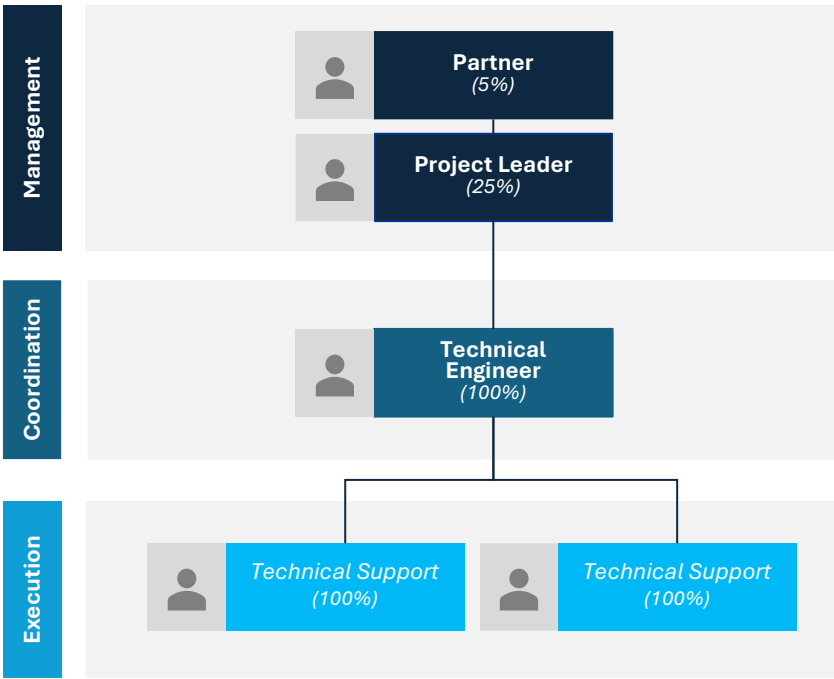 Management
Partner
(5%)
Project Leader
(25%)
Coordination
Technical
Engineer
(100%)
Execution
Technical Support
(100%)
Technical Support
(100%)